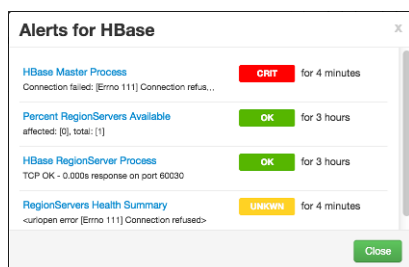 Alerts for HBase
x
HBase Master Process
CRIT
for 4 minutes
Connection failed: [Errno 111] Connection refus...
Percent RegionServers Available
OK
for 3 hours
affected: [0], total: [1]
HBase RegionServer Process
OK
for 3 hours
TCP OK - 0.000s response on port 60030
RegionServers Health Summary
UNKWN
for 4 minutes
<urlopen error [Errno 111] Connection refused>
Close